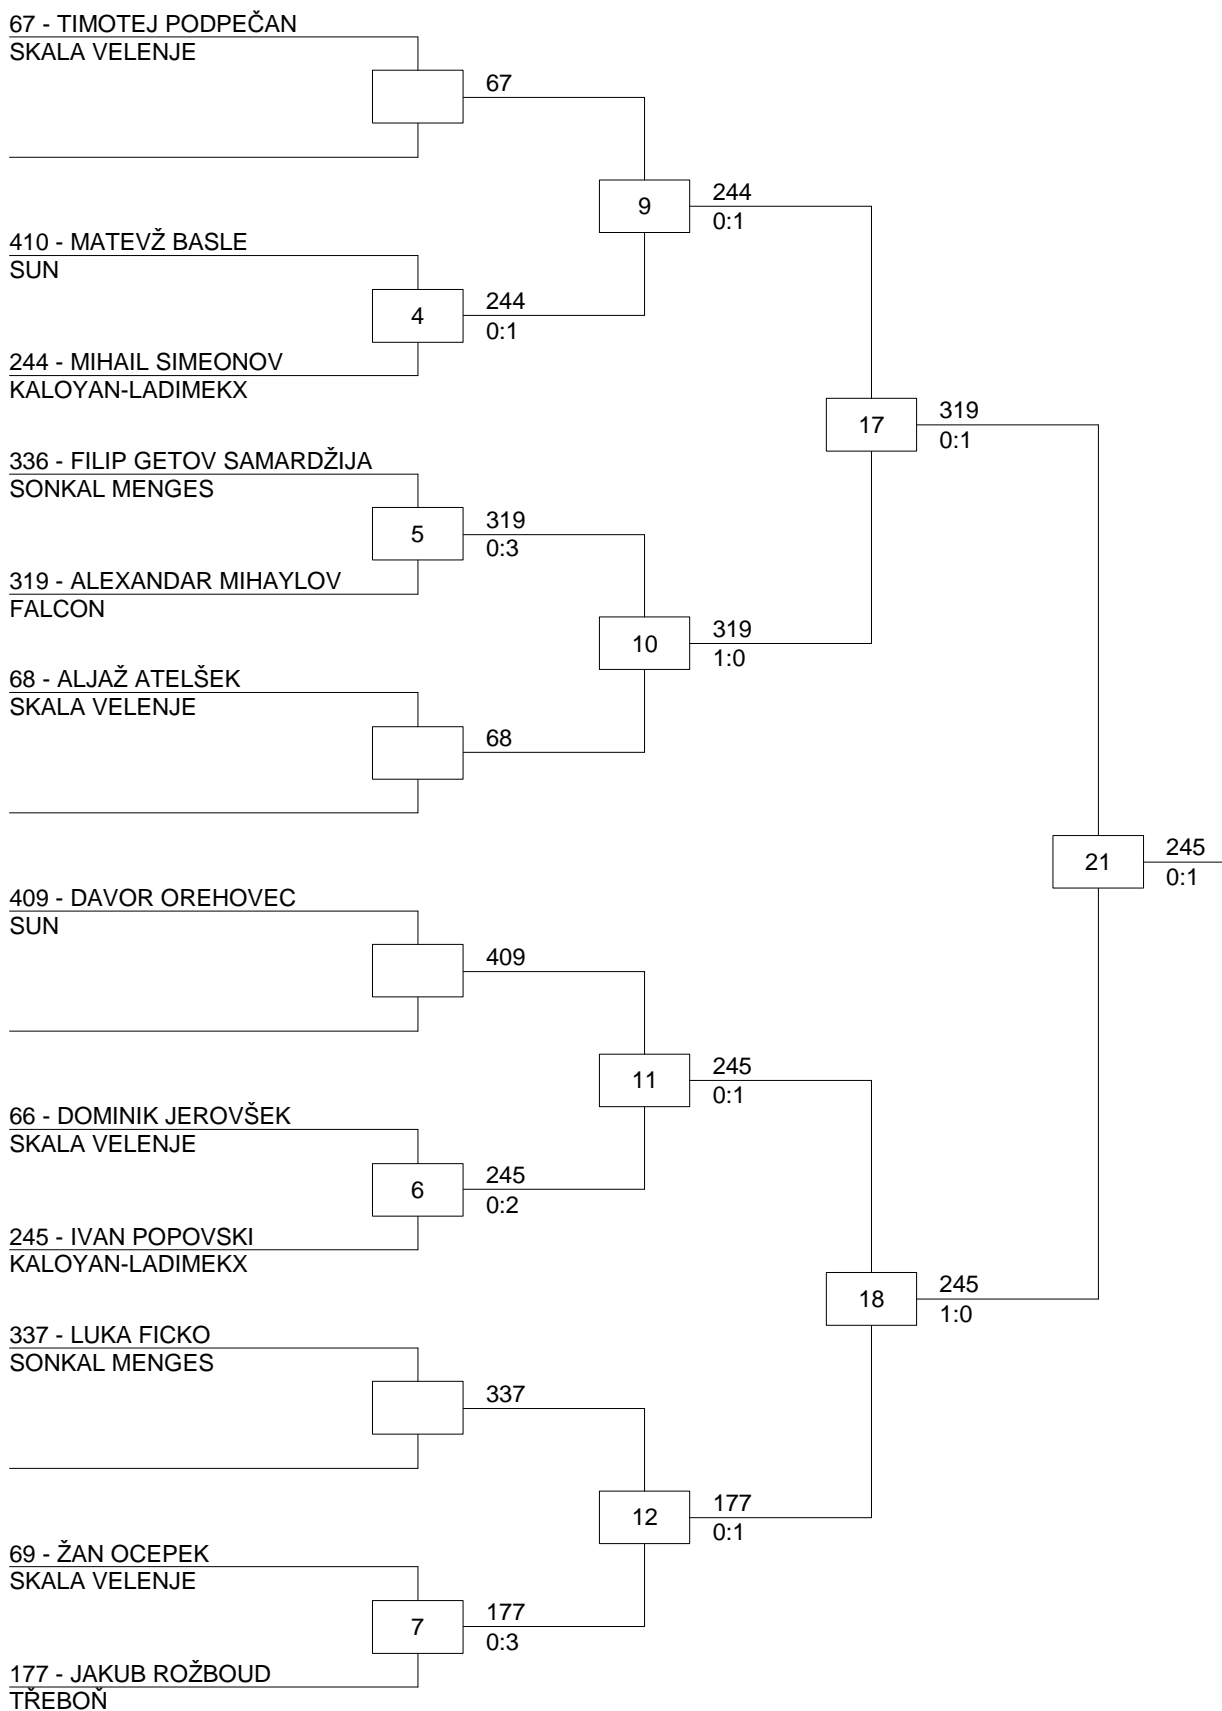 67 - TIMOTEJ PODPEČAN
SKALA VELENJE
67
9
244
0:1
410 - MATEVŽ BASLE
SUN
4
244
0:1
244 - MIHAIL SIMEONOV
KALOYAN-LADIMEKX
17
319
0:1
336 - FILIP GETOV SAMARDŽIJA
SONKAL MENGES
5
319
0:3
319 - ALEXANDAR MIHAYLOV
FALCON
10
319
1:0
68 - ALJAŽ ATELŠEK
SKALA VELENJE
68
21
245
0:1
409 - DAVOR OREHOVEC
SUN
409
11
245
0:1
66 - DOMINIK JEROVŠEK
SKALA VELENJE
6
245
0:2
245 - IVAN POPOVSKI
KALOYAN-LADIMEKX
18
245
1:0
337 - LUKA FICKO
SONKAL MENGES
337
12
177
0:1
69 - ŽAN OCEPEK
SKALA VELENJE
7
177
0:3
177 - JAKUB ROŽBOUD
TŘEBOŇ